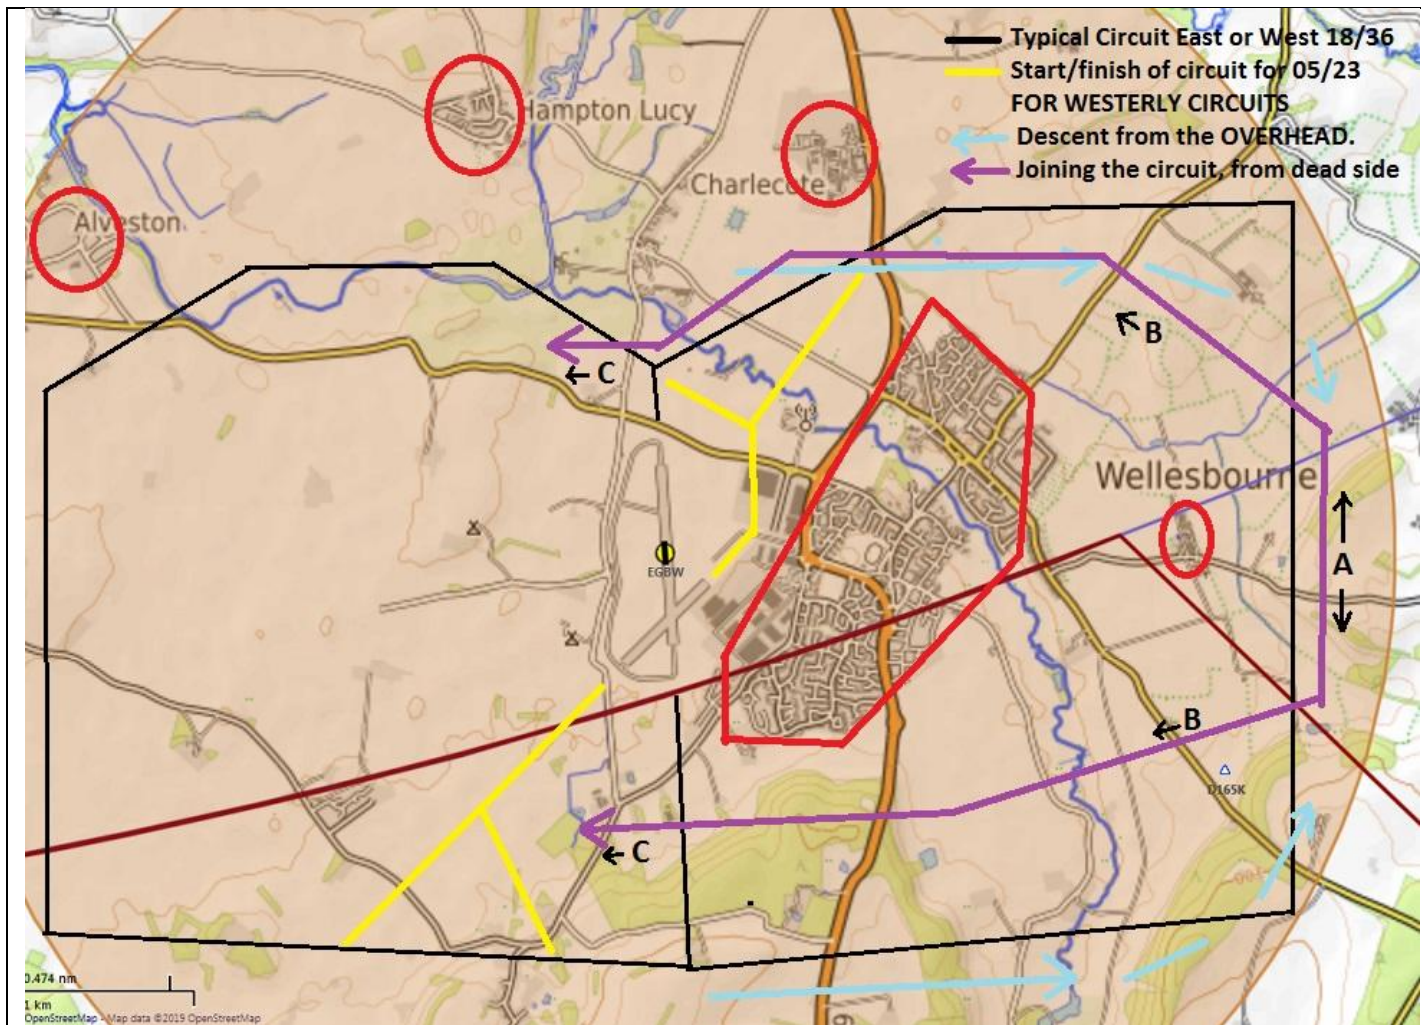 Typical Circuit East or West 18/36
Start/finish of circuit for 05/23
FOR WESTERLY CIRCUITS
Descent from the OVERHEAD.
Joining the circuit, from dead side
Hampton Lucy
Charlecote
Alveston
B
C
Wellesbourne
EGBW
A
B
D165K
C
0.474 nm
1 km
OpenStreetMap - Map data ©2019 OpenStreetMap